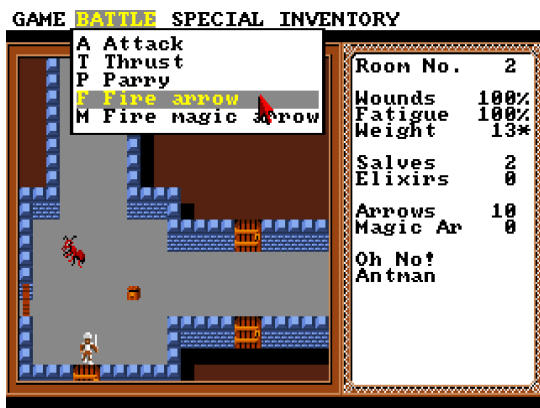 GAME BATTLE SPECIAL INVENTORY
A Attack
T Thrust
P Parry
F Fire arrow
M Fire magic arrow
Room No. 2
Wounds 100%
Fatigue 100%
Weight 13*
Salves 2
Elixirs 0
Arrows 10
Magic Ar 0
Oh No!
Antman